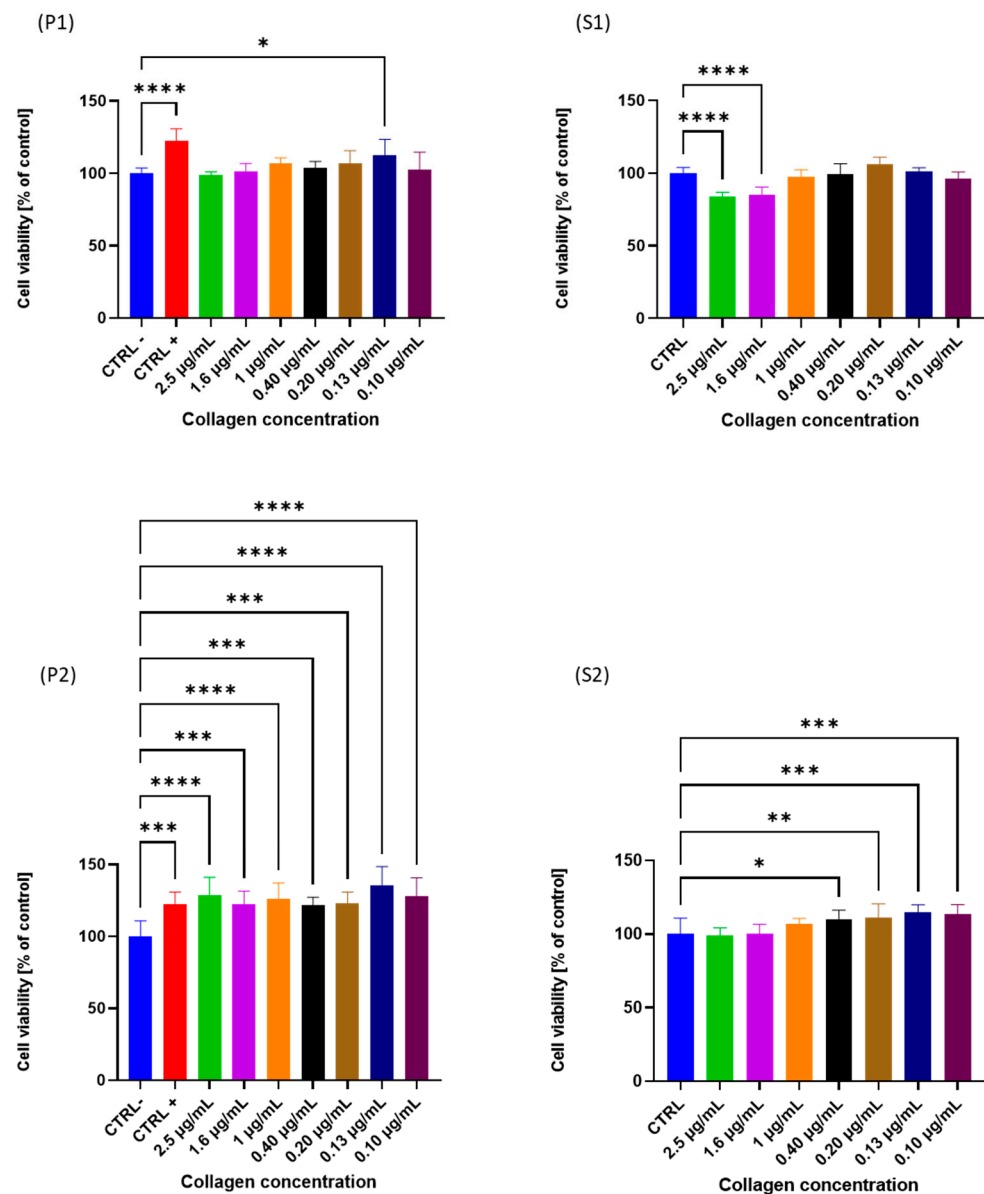 (P1)
*
****
Cell viability [% of control]
150
100
50
0
CTRL -
CTRL +
2.5 µg/mL
1.6 µg/mL
1 µg/mL
0.40 µg/mL
0.20 µg/mL
0.13 µg/mL
0.10 µg/mL
Collagen concentration
(S1)
****
****
Cell viability [% of control]
150
100
50
0
CTRL
2.5 µg/mL
1.6 µg/mL
1 µg/mL
0.40 µg/mL
0.20 µg/mL
0.13 µg/mL
0.10 µg/mL
Collagen concentration
(P2)
****
****
***
***
****
***
****
***
Cell viability [% of control]
150
100
50
0
CTRL-
CTRL +
2.5 µg/mL
1.6 µg/mL
1 µg/mL
0.40 µg/mL
0.20 µg/mL
0.13 µg/mL
0.10 µg/mL
Collagen concentration
(S2)
***
***
**
*
Cell viability [% of control]
150
100
50
0
CTRL
2.5 µg/mL
1.6 µg/mL
1 µg/mL
0.40 µg/mL
0.20 µg/mL
0.13 µg/mL
0.10 µg/mL
Collagen concentration